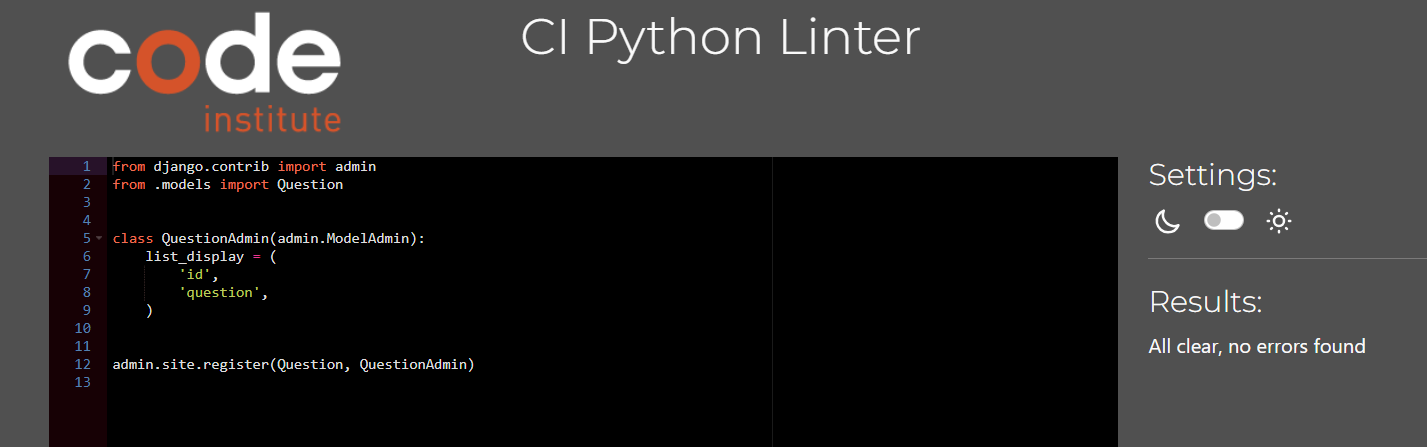 code
institute
CI Python Linter
1 from django.contrib import admin
2 from .models import Question
3
4
5 class QuestionAdmin(admin.ModelAdmin):
6     list_display = (
7         'id',
8         'question',
9     )
10
11
12 admin.site.register(Question, QuestionAdmin)
13
Settings:
Results:
All clear, no errors found